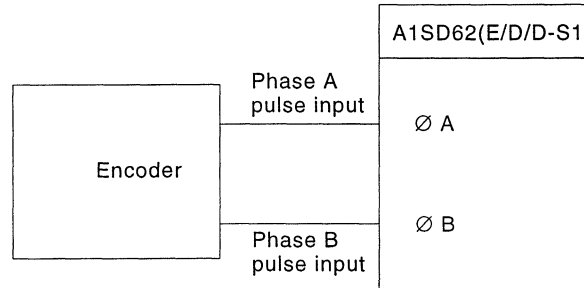 A1SD62(E/D/D-S1
Phase A
pulse input
Ø A
Encoder
Ø B
Phase B
pulse input